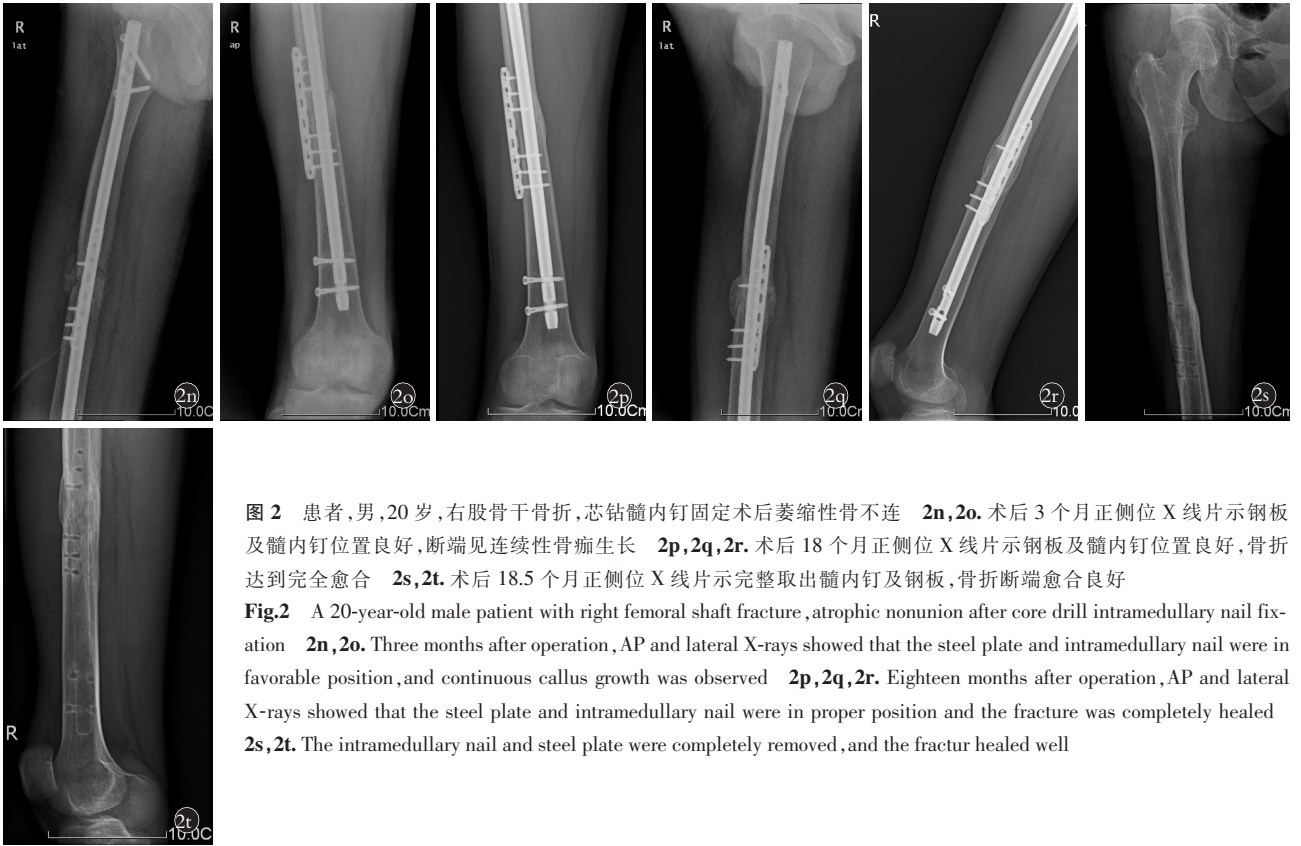 R
lat
2n
10.0C
R
ap
2o
10.0Cm
2p
10.0Cm
R
lat
2q
10.0Cm
R
2r
10.0
2s
10.0Cm
R
2t
10.0C
图 2 患者,男,20 岁,右股骨干骨折,芯钻髓内钉固定术后萎缩性骨不连 2n,2o. 术后 3 个月正侧位 X 线片示钢板
及髓内钉位置良好,断端见连续性骨痂生长 2p,2q,2r. 术后 18 个月正侧位 X 线片示钢板及髓内钉位置良好,骨折
达到完全愈合 2s,2t. 术后 18.5 个月正侧位 X 线片示完整取出髓内钉及钢板,骨折断端愈合良好
Fig.2 A 20-year-old male patient with right femoral shaft fracture,atrophic nonunion after core drill intramedullary nail fix-
ation 2n,2o. Three months after operation,AP and lateral X-rays showed that the steel plate and intramedullary nail were in
favorable position,and continuous callus growth was observed 2p,2q,2r. Eighteen months after operation,AP and lateral
X-rays showed that the steel plate and intramedullary nail were in proper position and the fracture was completely healed
2s,2t. The intramedullary nail and steel plate were completely removed,and the fractur healed well